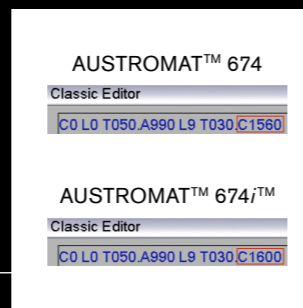 AUSTROMAT™ 674
Classic Editor
C0 L0 T050.A990 L9 T030.C1560
AUSTROMAT™ 674i™
Classic Editor
C0 L0 T050.A990 L9 T030.C1600